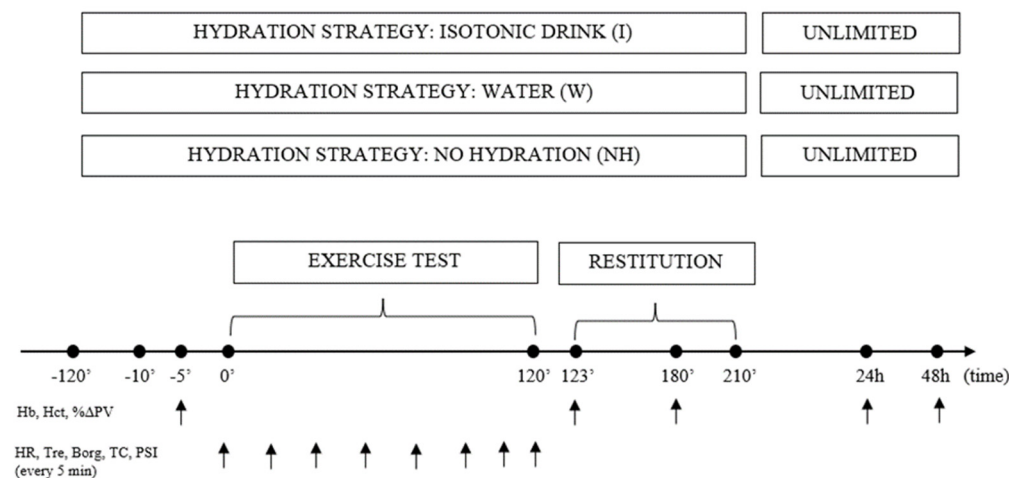 HYDRATION STRATEGY: ISOTONIC DRINK (I) UNLIMITED
HYDRATION STRATEGY: WATER (W) UNLIMITED
HYDRATION STRATEGY: NO HYDRATION (NH) UNLIMITED
EXERCISE TEST RESTITUTION
-120’ -10’ -5’ 0’ 120’ 123’ 180’ 210’ 24h 48h (time)
Hb, Hct, %ΔPV
HR, Tre, Borg, TC, PSI
(every 5 min)